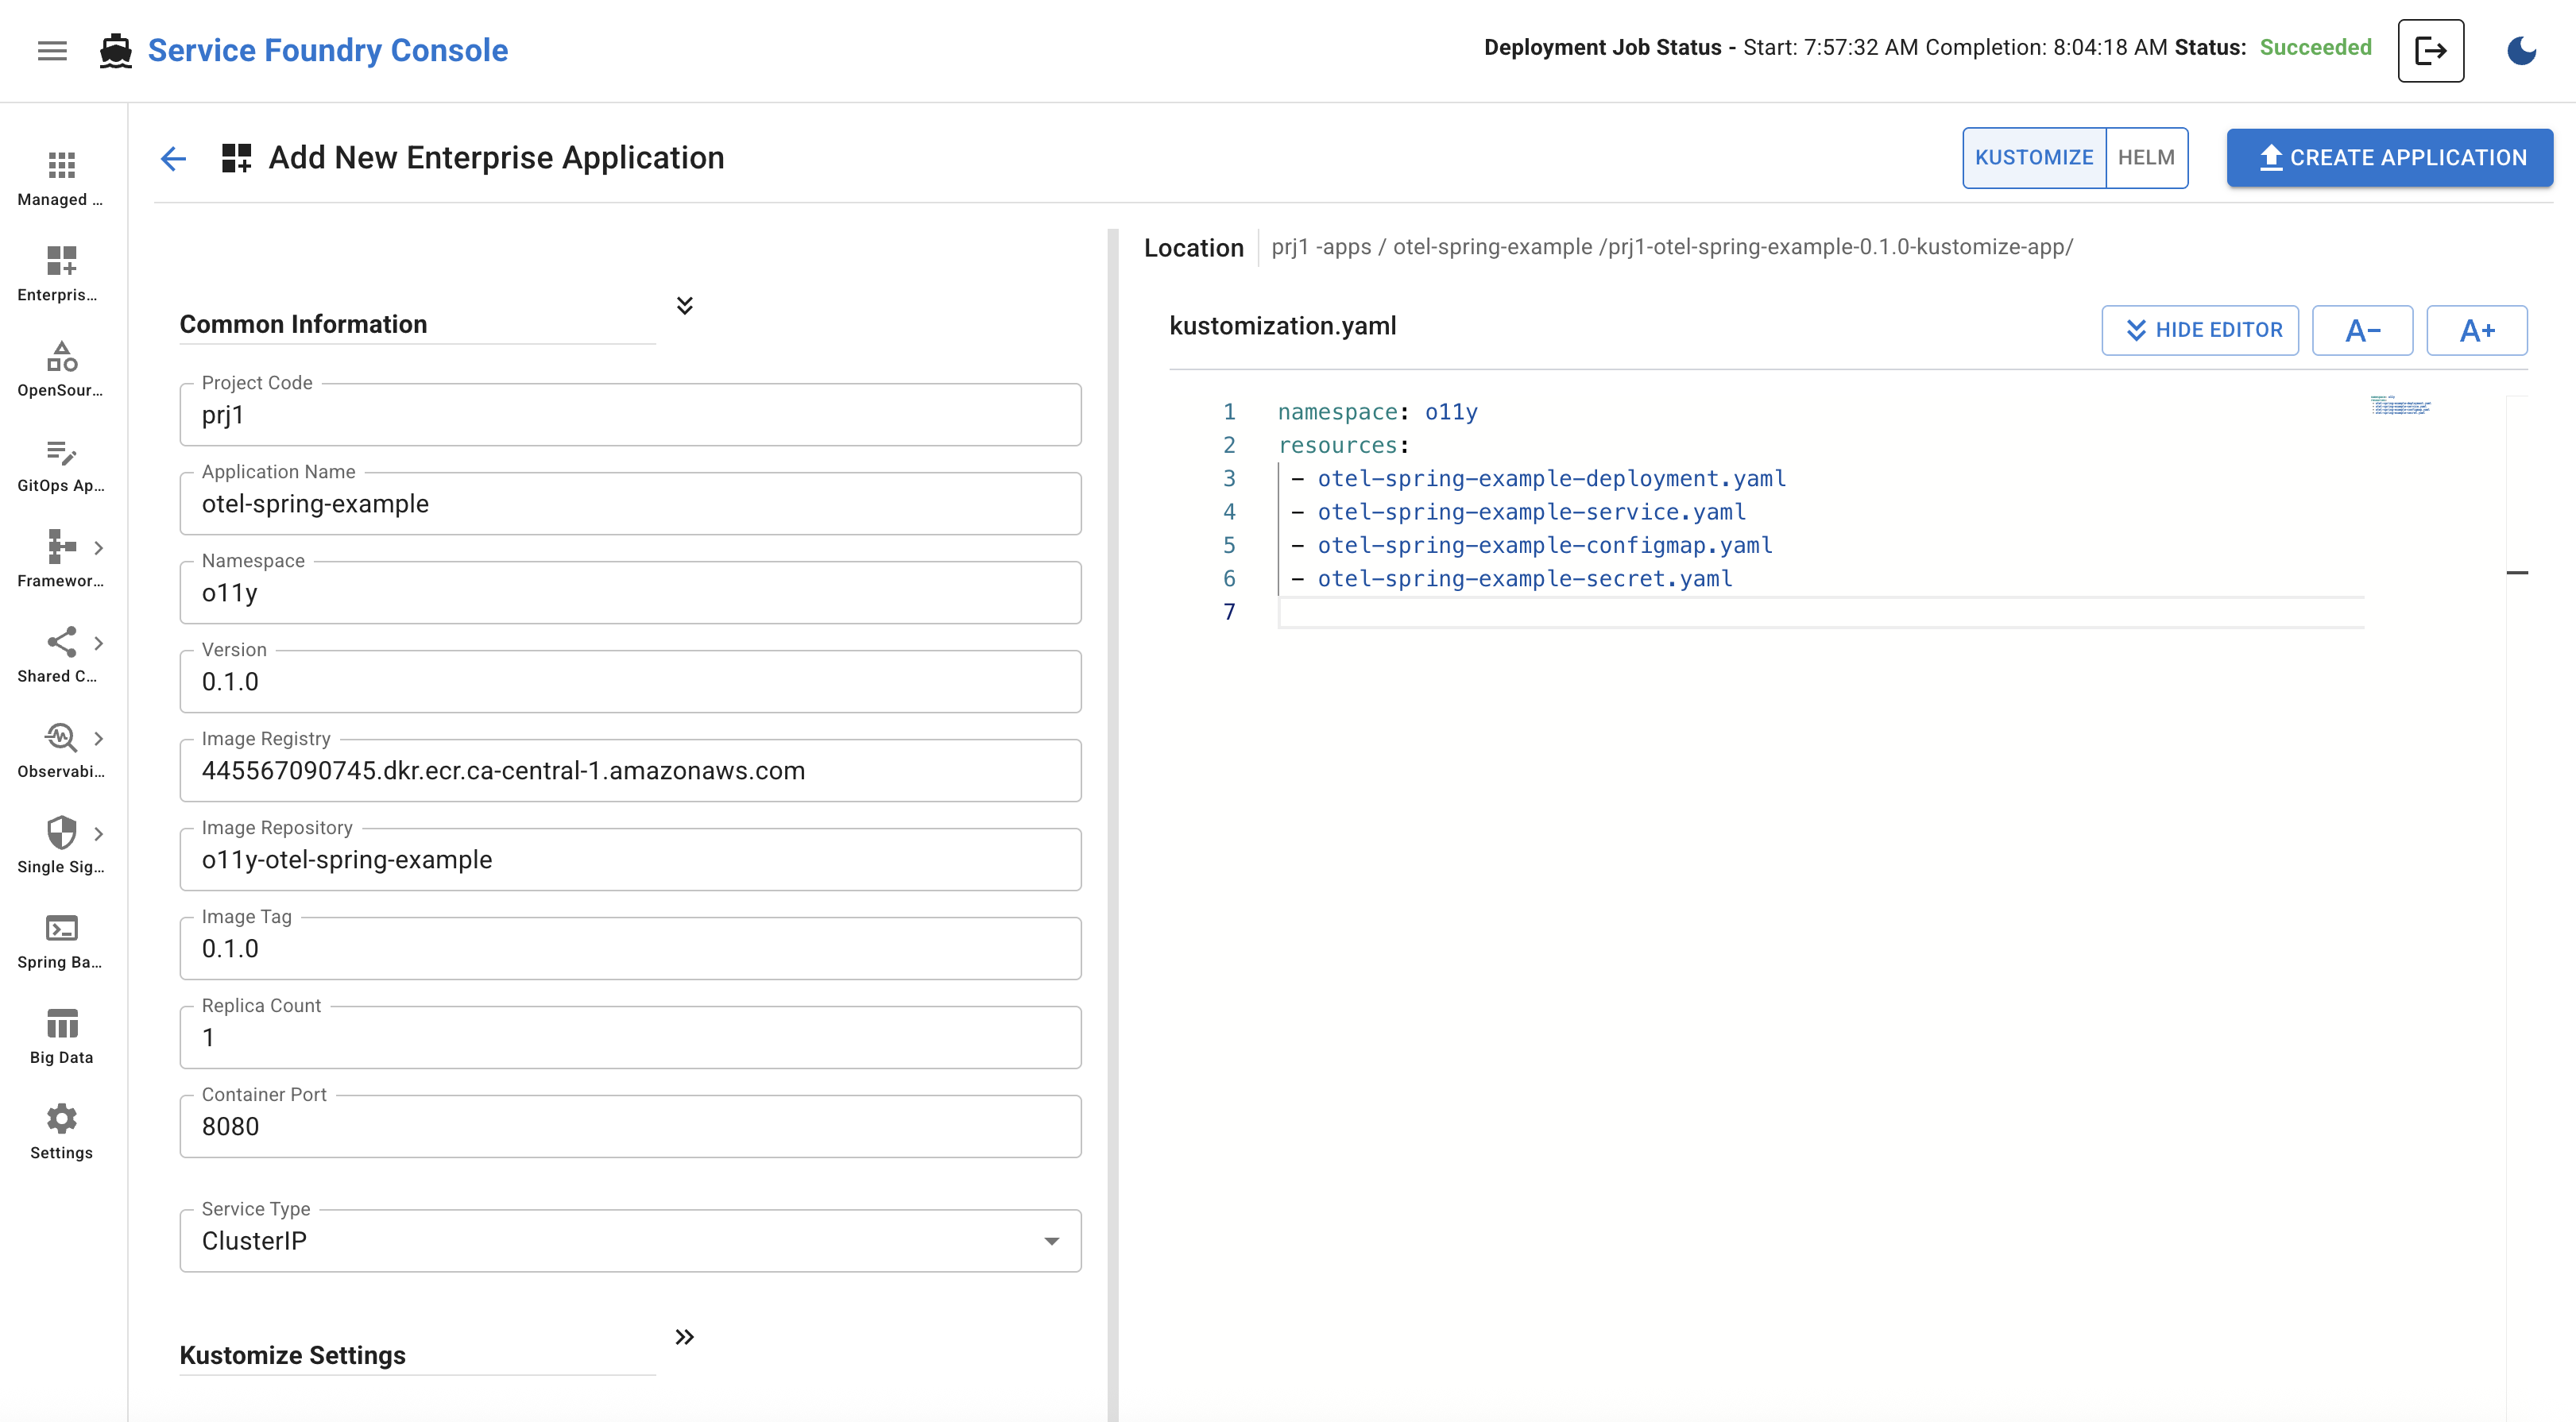 Service Foundry Console
Deployment Job Status - Start: 7:57:32 AM Completion: 8:04:18 AM Status: Succeeded
Managed ...
Enterpris...
OpenSour...
GitOps Ap...
Framewor...
Shared C...
Observabi...
Single Sig...
Spring Ba...
Big Data
Settings
Add New Enterprise Application
KUSTOMIZE
HELM
CREATE APPLICATION
Common Information
Project Code
prj1
Application Name
otel-spring-example
Namespace
o11y
Version
0.1.0
Image Registry
445567090745.dkr.ecr.ca-central-1.amazonaws.com
Image Repository
o11y-otel-spring-example
Image Tag
0.1.0
Replica Count
1
Container Port
8080
Service Type
ClusterIP
Kustomize Settings
Location
prj1 -apps / otel-spring-example /prj1-otel-spring-example-0.1.0-kustomize-app/
kustomization.yaml
HIDE EDITOR
A-
A+
1 namespace: o11y
2 resources:
3 - otel-spring-example-deployment.yaml
4 - otel-spring-example-service.yaml
5 - otel-spring-example-configmap.yaml
6 - otel-spring-example-secret.yaml
7